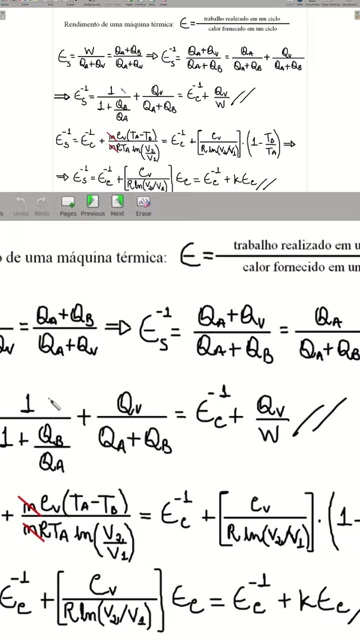 Rendimento de uma máquina térmica: ∈ = trabalho realizado em um ciclo / calor fornecido em um ciclo
∈s = W/(QA+QV) = (QA+QB)/(QA+QV) ⇒ ∈s^-1 = (QA+QV)/(QA+QB) = QA/(QA+QB) + QV/(QA+QB)
⇒ ∈s^-1 = 1/(1+QB/QA) + QV/(QA+QB) = ∈c^-1 + QV/W //
∈s^-1 = ∈c^-1 + mCv(TA-TB)/(mRTA ln(V2/V1)) = ∈c^-1 + [Cv/(R ln(V2/V1))]·(1 - TB/TA) ⇒
⇒ ∈s^-1 = ∈c^-1 + [Cv/(R ln(V2/V1))] ∈c = ∈c^-1 + K∈c //
Pages Previous Next Erase
o de uma máquina térmica: ∈ = trabalho realizado em u / calor fornecido em um
QV = (QA+QB)/(QA+QV) ⇒ ∈s^-1 = (QA+QV)/(QA+QB) = QA/(QA+QB)
1/(1+QB/QA) + QV/(QA+QB) = ∈c^-1 + QV/W //
+ mCv(TA-TB)/(mRTA ln(V2/V1)) = ∈c^-1 + [Cv/(R ln(V2/V1))]·(1-
∈c^-1 + [Cv/(R ln(V2/V1))] ∈c = ∈c^-1 + K∈c /